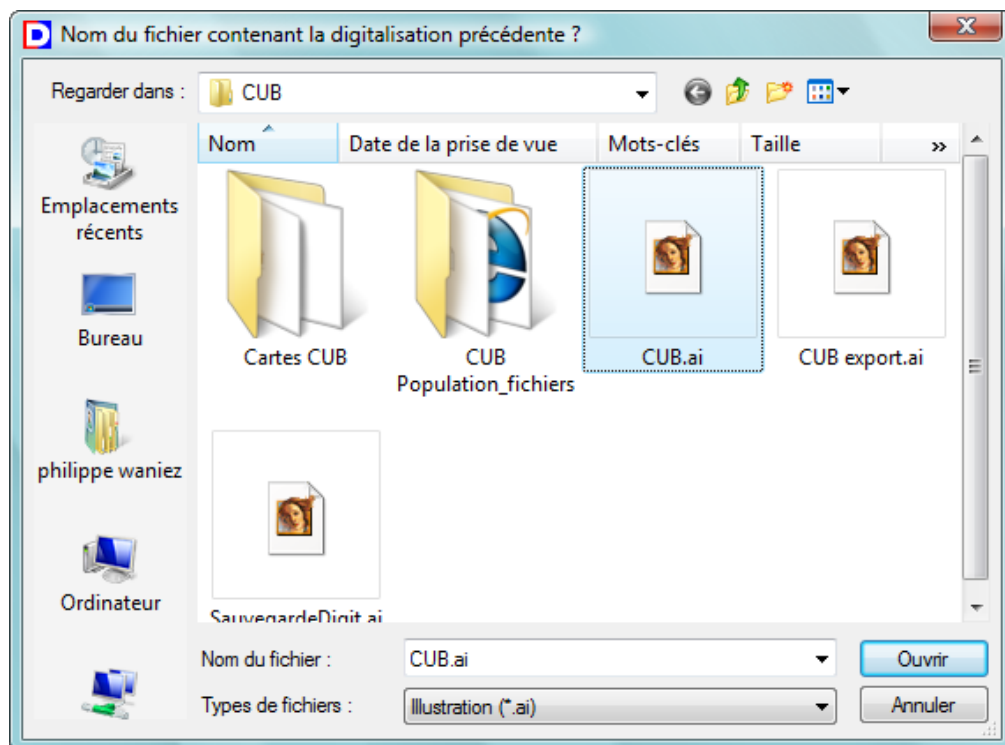 Nom du fichier contenant la digitalisation précédente ?
Regarder dans :
CUB
Nom
Date de la prise de vue
Mots-clés
Taille
»
Emplacements
récents
Bureau
philippe waniez
Ordinateur
Cartes CUB
CUB
Population_fichiers
CUB.ai
CUB export.ai
SauvegardeDigit.ai
Nom du fichier :
CUB.ai
Ouvrir
Types de fichiers :
Illustration (*.ai)
Annuler